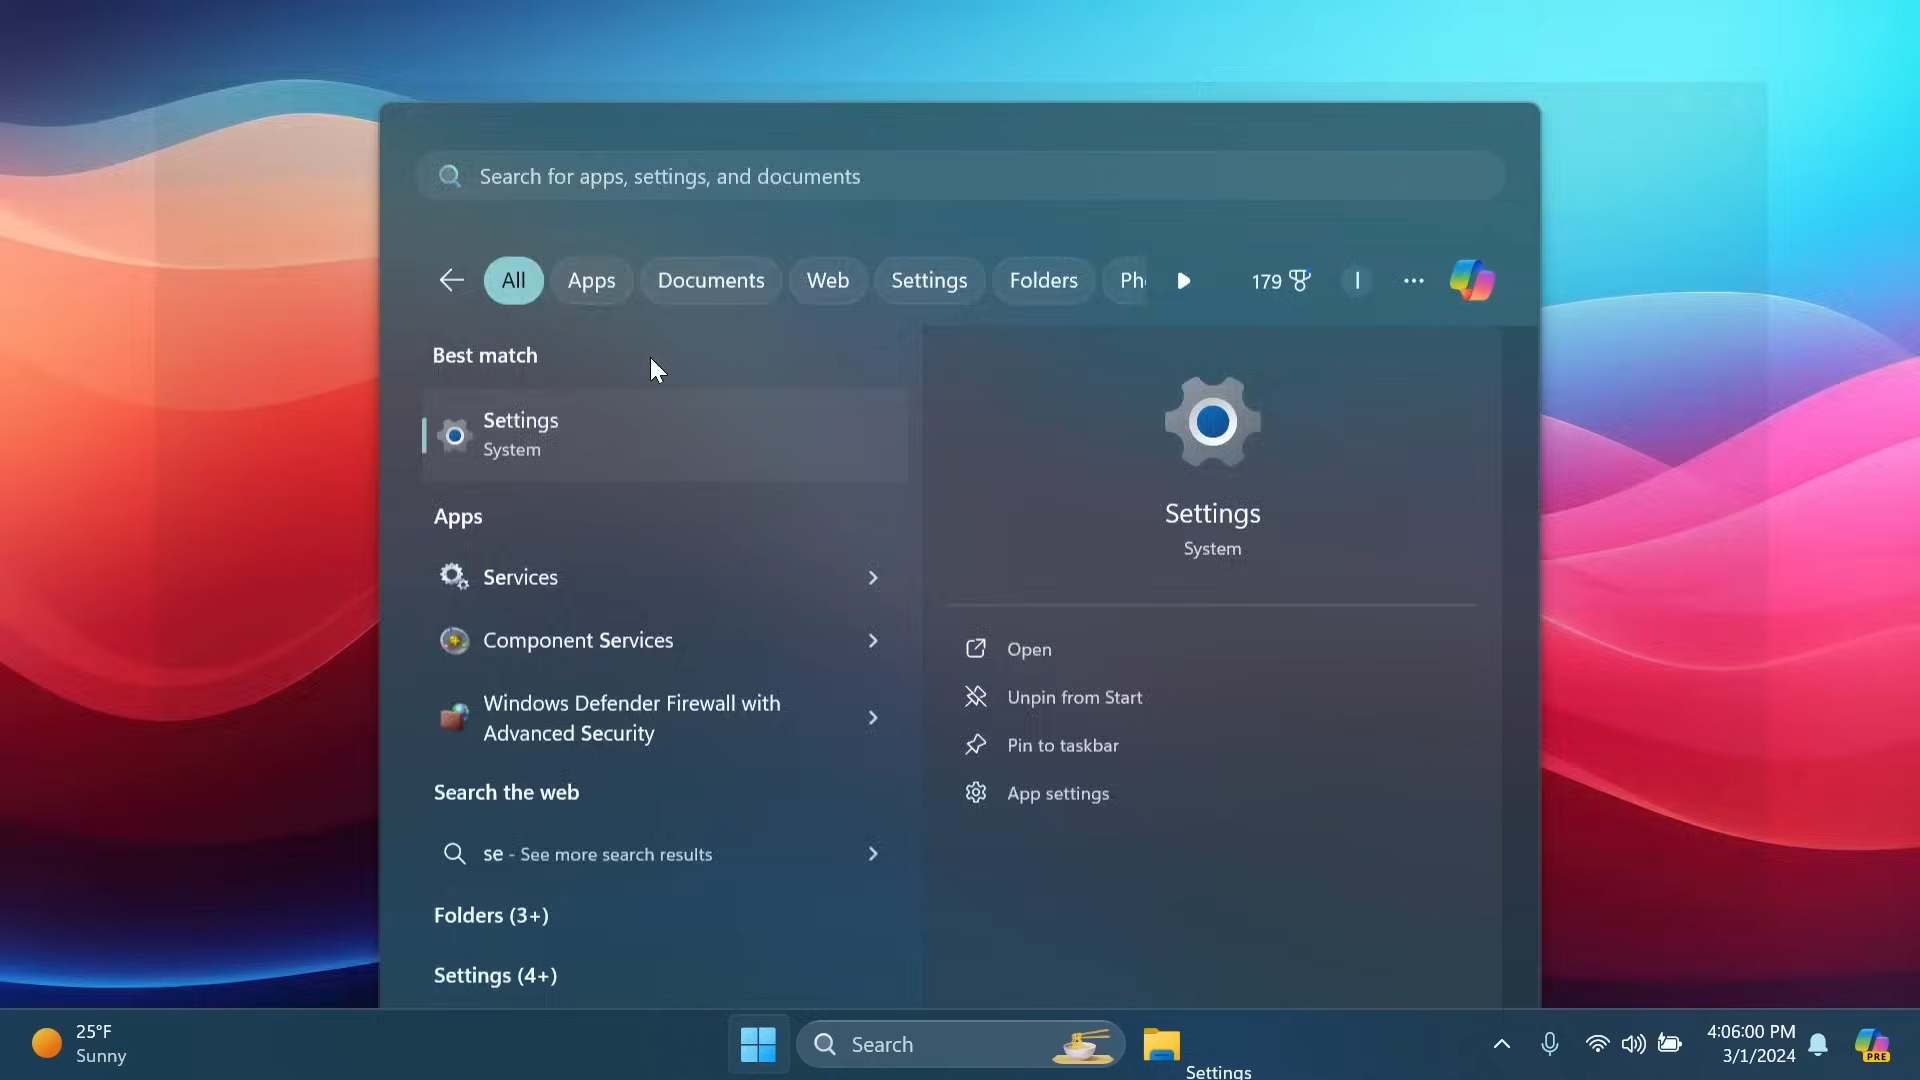 Search for apps, settings, and documents
All Apps Documents Web Settings Folders Ph 179 I
Best match
Settings
System
Apps
Services
Component Services
Windows Defender Firewall with
Advanced Security
Search the web
se - See more search results
Folders (3+)
Settings (4+)
Settings
System
Open
Unpin from Start
Pin to taskbar
App settings
25°F
Sunny
Search
Settings
4:06:00 PM
3/1/2024
PRE